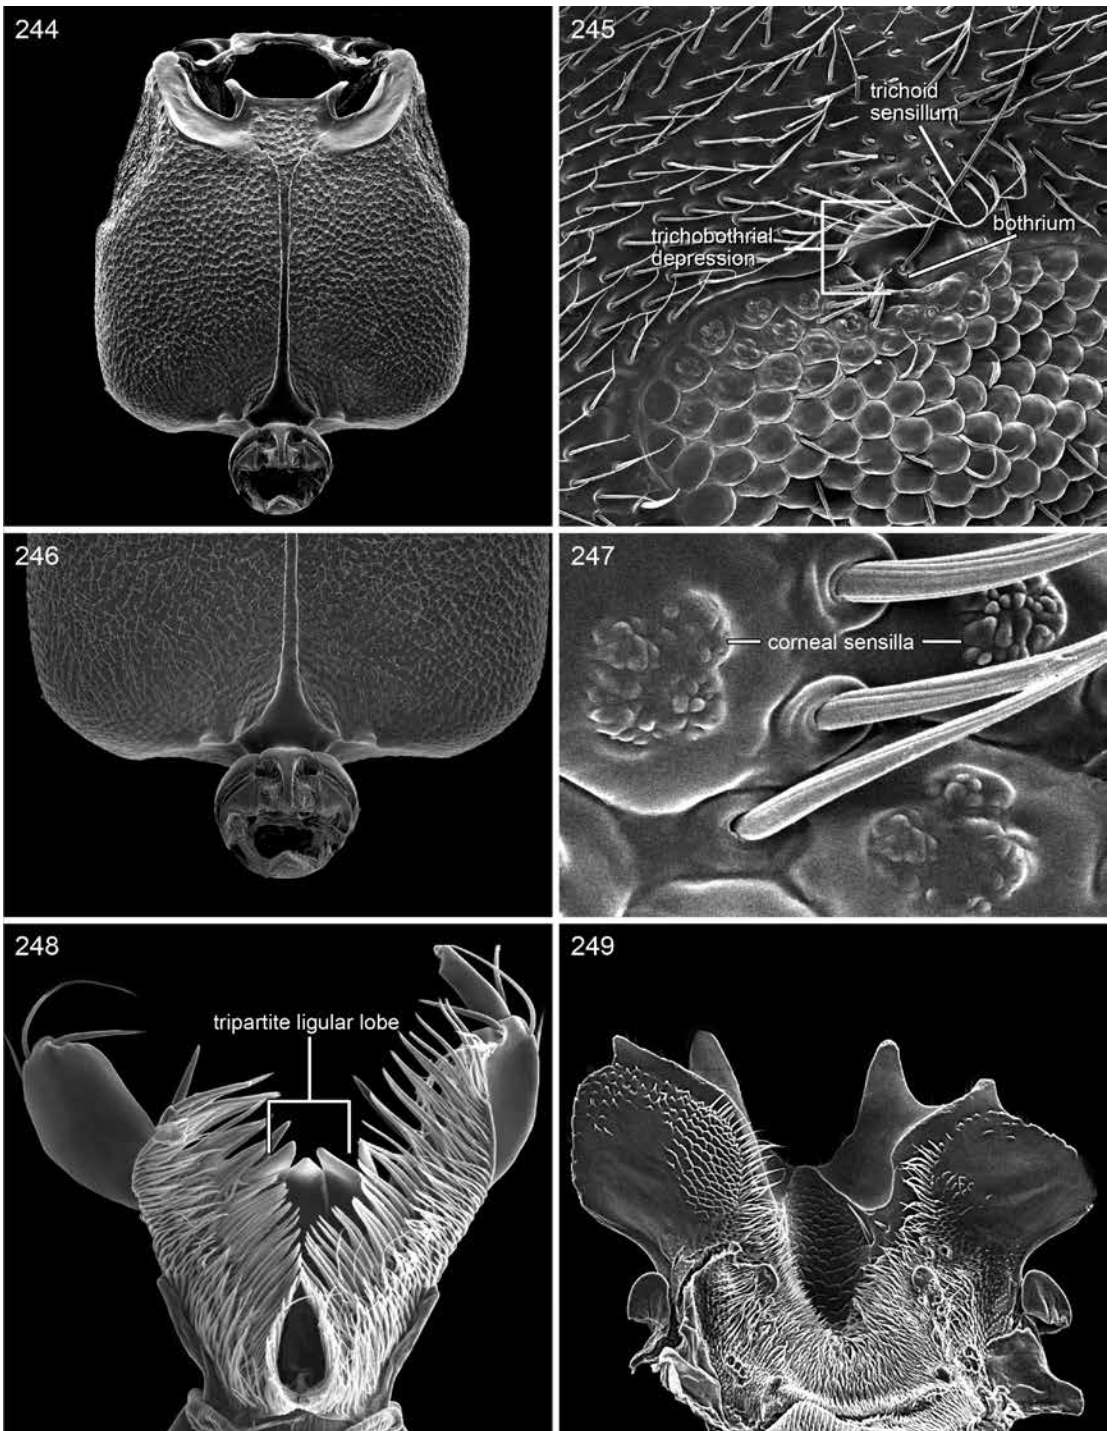 244
245
trichoid
sensillum
bothrium
trichobothrial
depression
246
247
corneal sensilla
248
tripartite ligular lobe
249